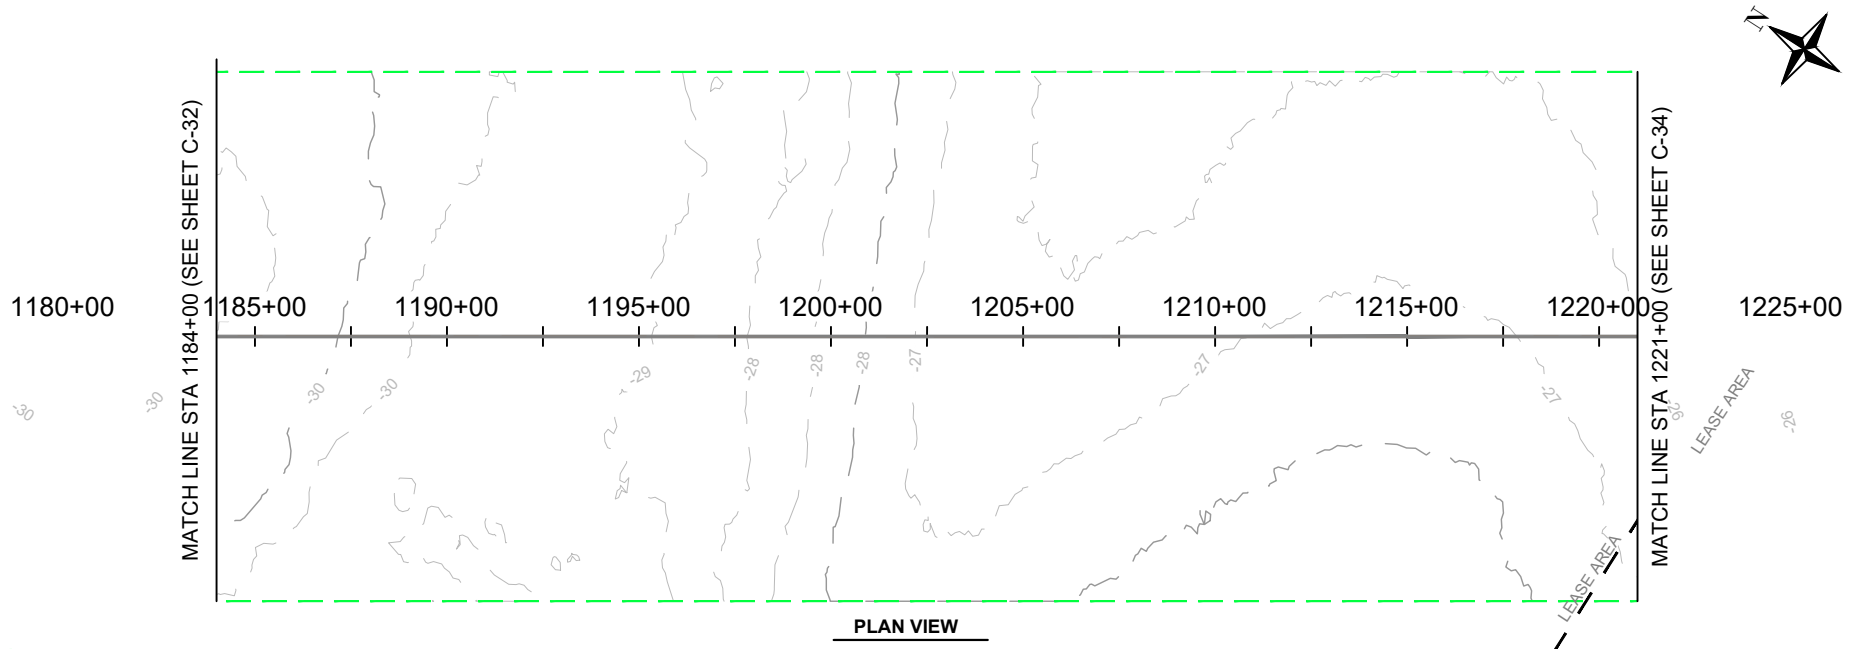 N
MATCH LINE STA 1184+00 (SEE SHEET C-32)
1180+00 1185+00 1190+00 1195+00 1200+00 1205+00 1210+00 1215+00 1220+00 1225+00
MATCH LINE STA 1221+00 (SEE SHEET C-34)
-30
-30
-30
-30
-29
-28
-28
-28
-27
-27
-27
-26
-26
LEASE AREA
LEASE AREA
PLAN VIEW